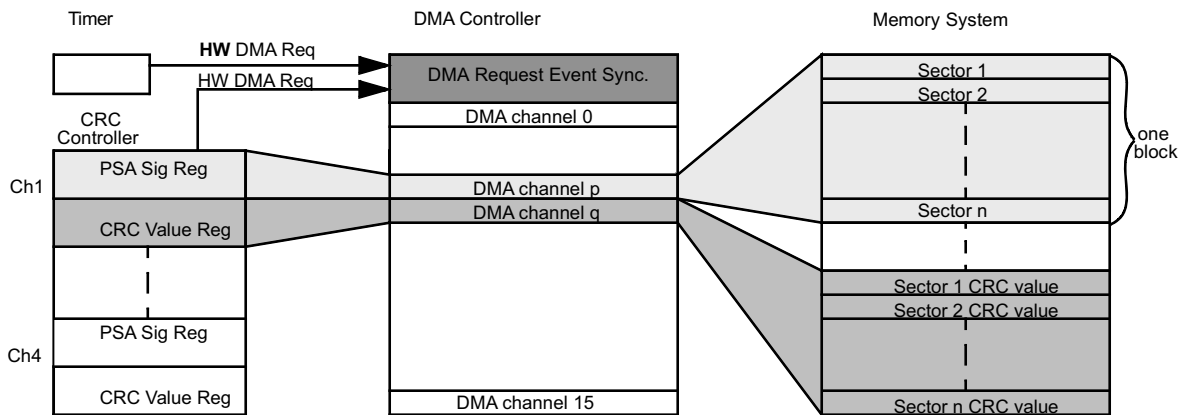 Timer
DMA Controller
Memory System
HW DMA Req
HW DMA Req
DMA Request Event Sync.
DMA channel 0
CRC
Controller
Ch1
PSA Sig Reg
CRC Value Reg
DMA channel p
DMA channel q
Sector 1
Sector 2
Sector n
one
block
Sector 1 CRC value
Sector 2 CRC value
Ch4
PSA Sig Reg
CRC Value Reg
DMA channel 15
Sector n CRC value